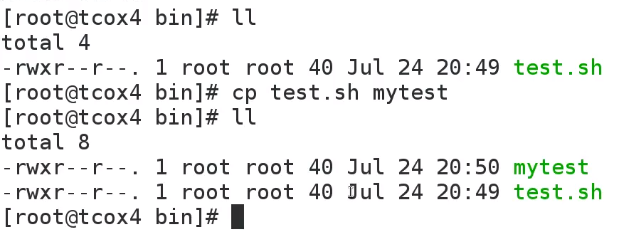 [root@tcox4 bin]# ll
total 4
-rwxr--r--. 1 root root 40 Jul 24 20:49 test.sh
[root@tcox4 bin]# cp test.sh mytest
[root@tcox4 bin]# ll
total 8
-rwxr--r--. 1 root root 40 Jul 24 20:50 mytest
-rwxr--r--. 1 root root 40 Jul 24 20:49 test.sh
[root@tcox4 bin]#